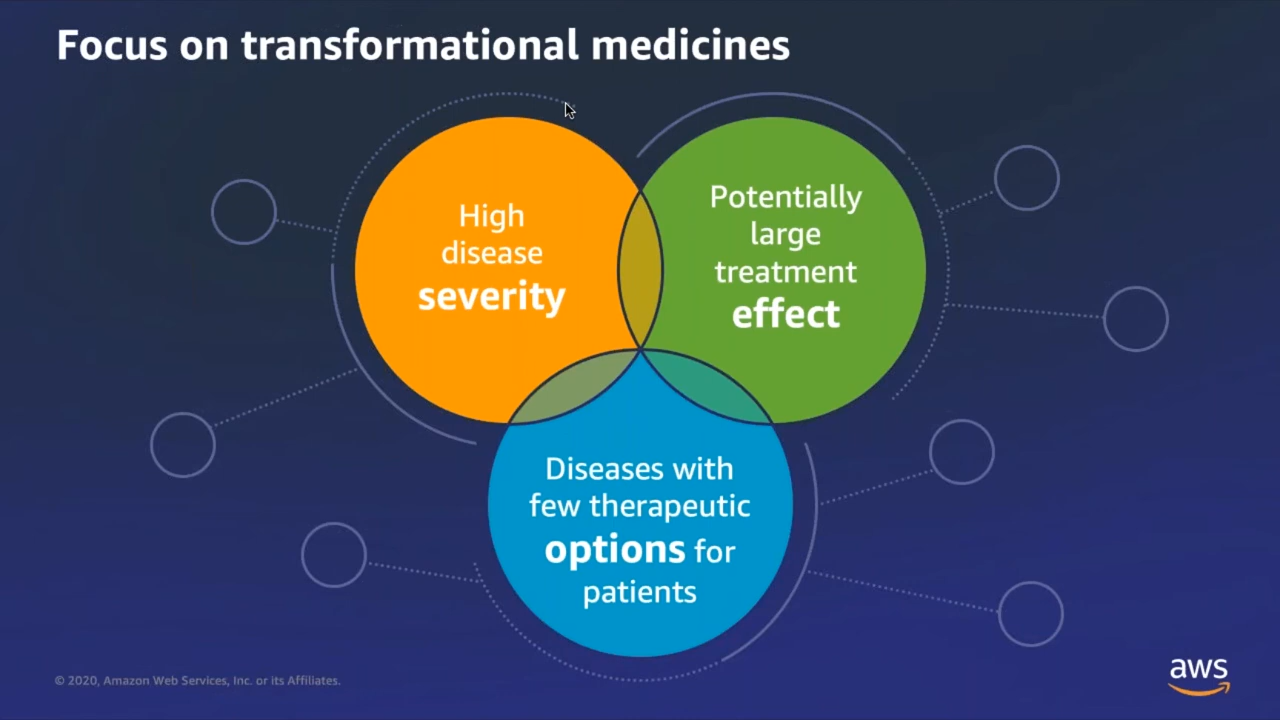 Focus on transformational medicines
High
disease
severity
Potentially
large
treatment
effect
Diseases with
few therapeutic
options for
patients
© 2020, Amazon Web Services, Inc. or its Affiliates.
aws